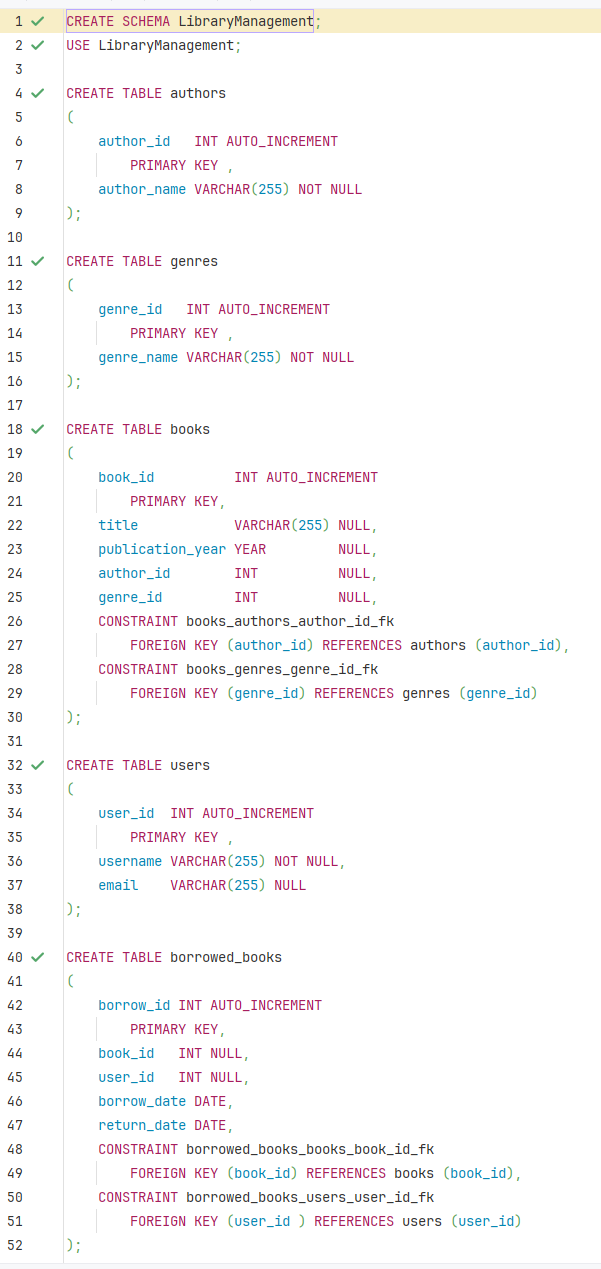 1 CREATE SCHEMA LibraryManagement;
2 USE LibraryManagement;
3
4 CREATE TABLE authors
5 (
6     author_id   INT AUTO_INCREMENT
7         PRIMARY KEY ,
8     author_name VARCHAR(255) NOT NULL
9 );
10
11 CREATE TABLE genres
12 (
13     genre_id   INT AUTO_INCREMENT
14         PRIMARY KEY ,
15     genre_name VARCHAR(255) NOT NULL
16 );
17
18 CREATE TABLE books
19 (
20     book_id          INT AUTO_INCREMENT
21         PRIMARY KEY,
22     title            VARCHAR(255) NULL,
23     publication_year YEAR         NULL,
24     author_id        INT          NULL,
25     genre_id         INT          NULL,
26     CONSTRAINT books_authors_author_id_fk
27         FOREIGN KEY (author_id) REFERENCES authors (author_id),
28     CONSTRAINT books_genres_genre_id_fk
29         FOREIGN KEY (genre_id) REFERENCES genres (genre_id)
30 );
31
32 CREATE TABLE users
33 (
34     user_id  INT AUTO_INCREMENT
35         PRIMARY KEY ,
36     username VARCHAR(255) NOT NULL,
37     email    VARCHAR(255) NULL
38 );
39
40 CREATE TABLE borrowed_books
41 (
42     borrow_id INT AUTO_INCREMENT
43         PRIMARY KEY,
44     book_id   INT NULL,
45     user_id   INT NULL,
46     borrow_date DATE,
47     return_date DATE,
48     CONSTRAINT borrowed_books_books_book_id_fk
49         FOREIGN KEY (book_id) REFERENCES books (book_id),
50     CONSTRAINT borrowed_books_users_user_id_fk
51         FOREIGN KEY (user_id ) REFERENCES users (user_id)
52 );